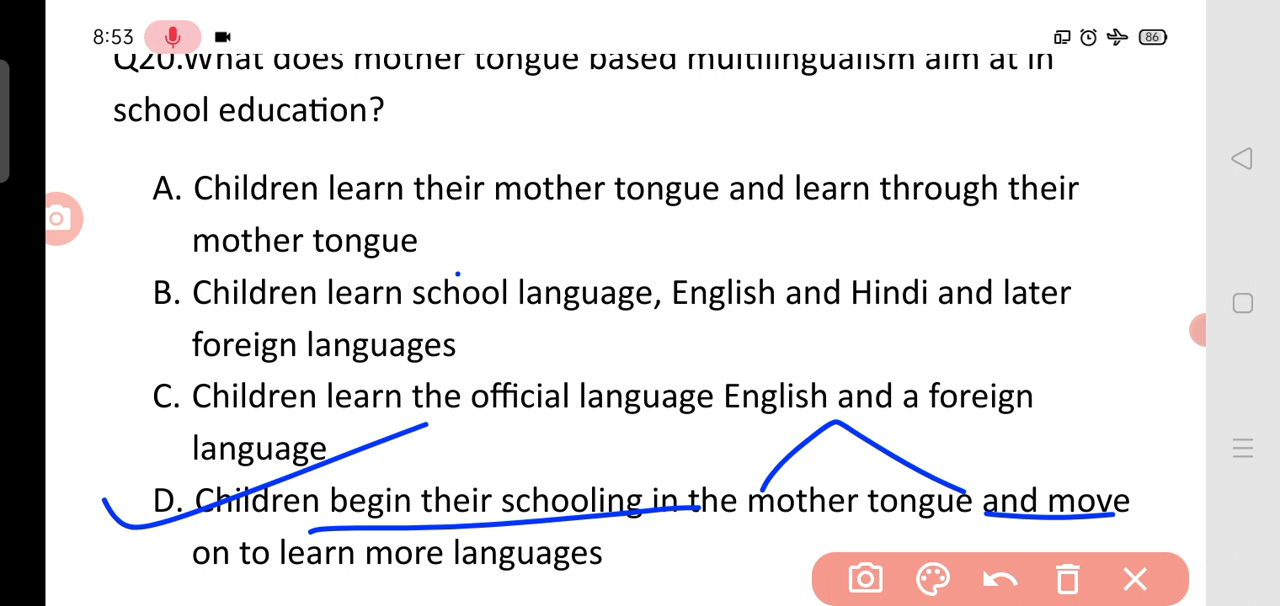 8:53
86
Q20.What does mother tongue based multilingualism aim at in
school education?
A. Children learn their mother tongue and learn through their
mother tongue
B. Children learn school language, English and Hindi and later
foreign languages
C. Children learn the official language English and a foreign
language
D. Children begin their schooling in the mother tongue and move
on to learn more languages